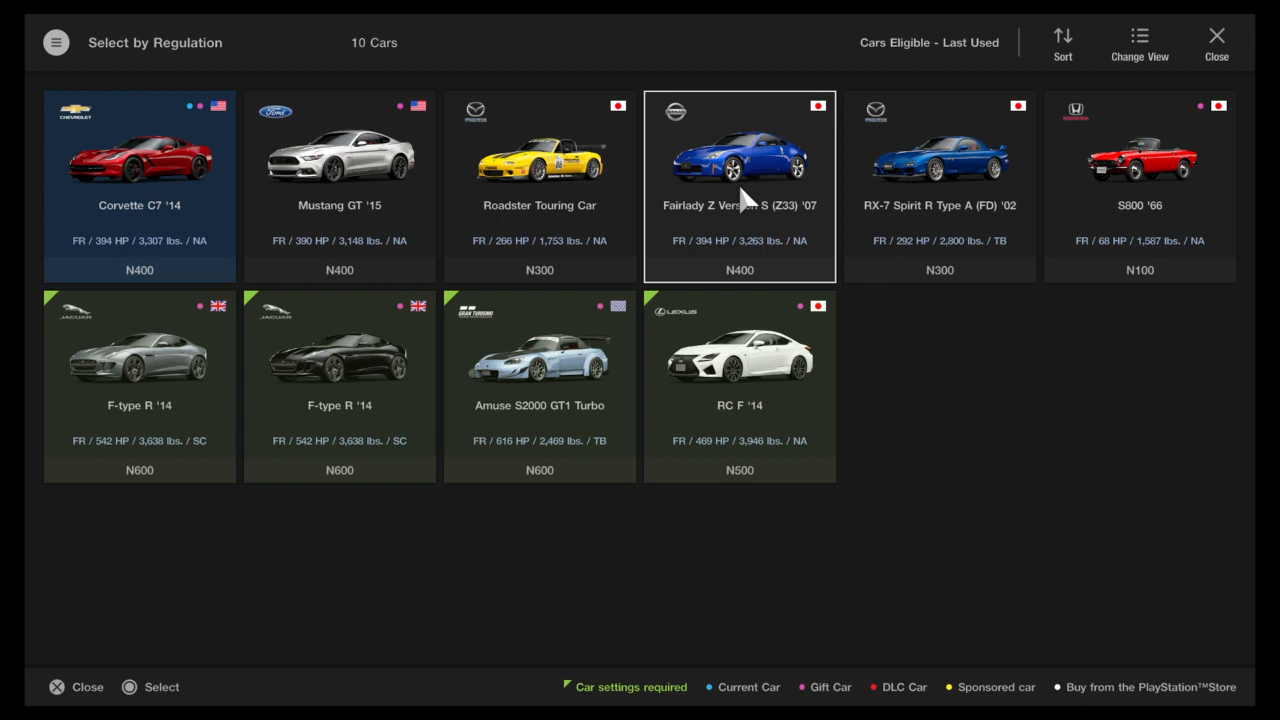 Select by Regulation
10 Cars
Cars Eligible - Last Used
Sort
Change View
Close
CHEVROLET
Corvette C7 '14
FR / 394 HP / 3,307 lbs. / NA
N400
Ford
Mustang GT '15
FR / 390 HP / 3,148 lbs. / NA
N400
Roadster Touring Car
FR / 266 HP / 1,753 lbs. / NA
N300
Fairlady Z Version S (Z33) '07
FR / 394 HP / 3,263 lbs. / NA
N400
RX-7 Spirit R Type A (FD) '02
FR / 292 HP / 2,800 lbs. / TB
N300
S800 '66
FR / 68 HP / 1,587 lbs. / NA
N100
JAGUAR
F-type R '14
FR / 542 HP / 3,638 lbs. / SC
N600
JAGUAR
F-type R '14
FR / 542 HP / 3,638 lbs. / SC
N600
GRAN TURISMO
Amuse S2000 GT1 Turbo
FR / 616 HP / 2,469 lbs. / TB
N600
LEXUS
RC F '14
FR / 469 HP / 3,946 lbs. / NA
N500
Close
Select
Car settings required
Current Car
Gift Car
DLC Car
Sponsored car
Buy from the PlayStation™Store